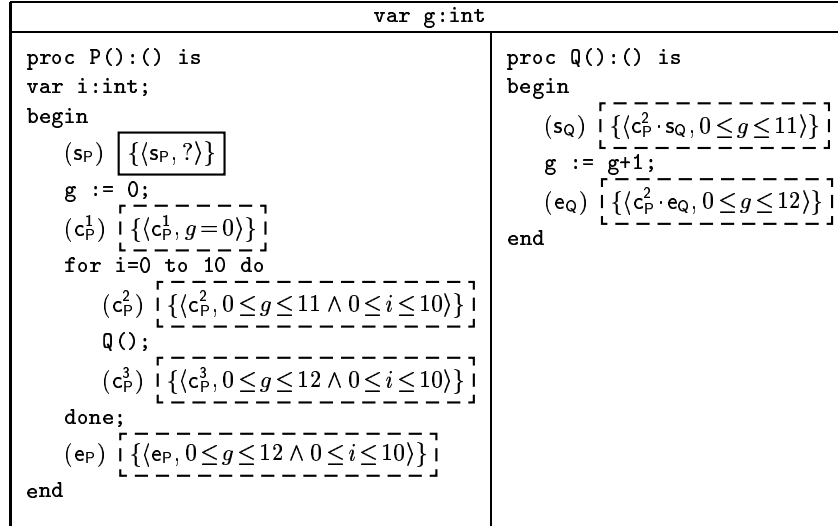 var g:int
proc P():() is
var i:int;
begin
(s_P) {⟨s_P, ?⟩}
g := 0;
(c_P^1) {⟨c_P^1, g=0⟩}
for i=0 to 10 do
(c_P^2) {⟨c_P^2, 0≤g≤11 ∧ 0≤i≤10⟩}
Q();
(c_P^3) {⟨c_P^3, 0≤g≤12 ∧ 0≤i≤10⟩}
done;
(e_P) {⟨e_P, 0≤g≤12 ∧ 0≤i≤10⟩}
end
proc Q():() is
begin
(s_Q) {⟨c_P^2·s_Q, 0≤g≤11⟩}
g := g+1;
(e_Q) {⟨c_P^2·e_Q, 0≤g≤12⟩}
end